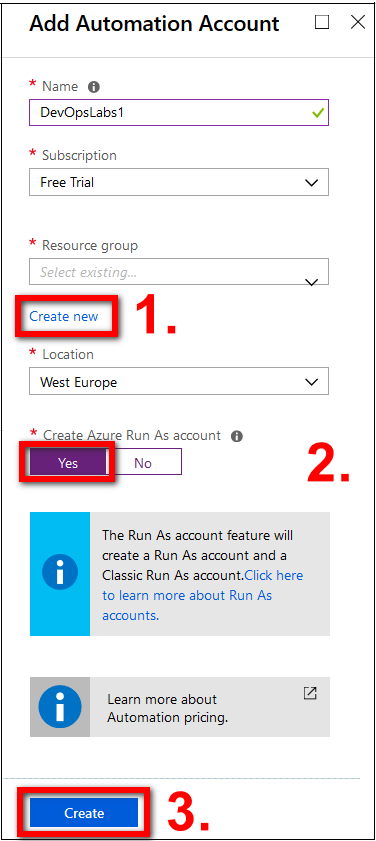 Add Automation Account
* Name
DevOpsLabs1
* Subscription
Free Trial
* Resource group
Select existing...
Create new
1.
* Location
West Europe
* Create Azure Run As account
Yes No
2.
The Run As account feature will
create a Run As account and a
Classic Run As account.Click here
to learn more about Run As
accounts.
Learn more about
Automation pricing.
Create
3.